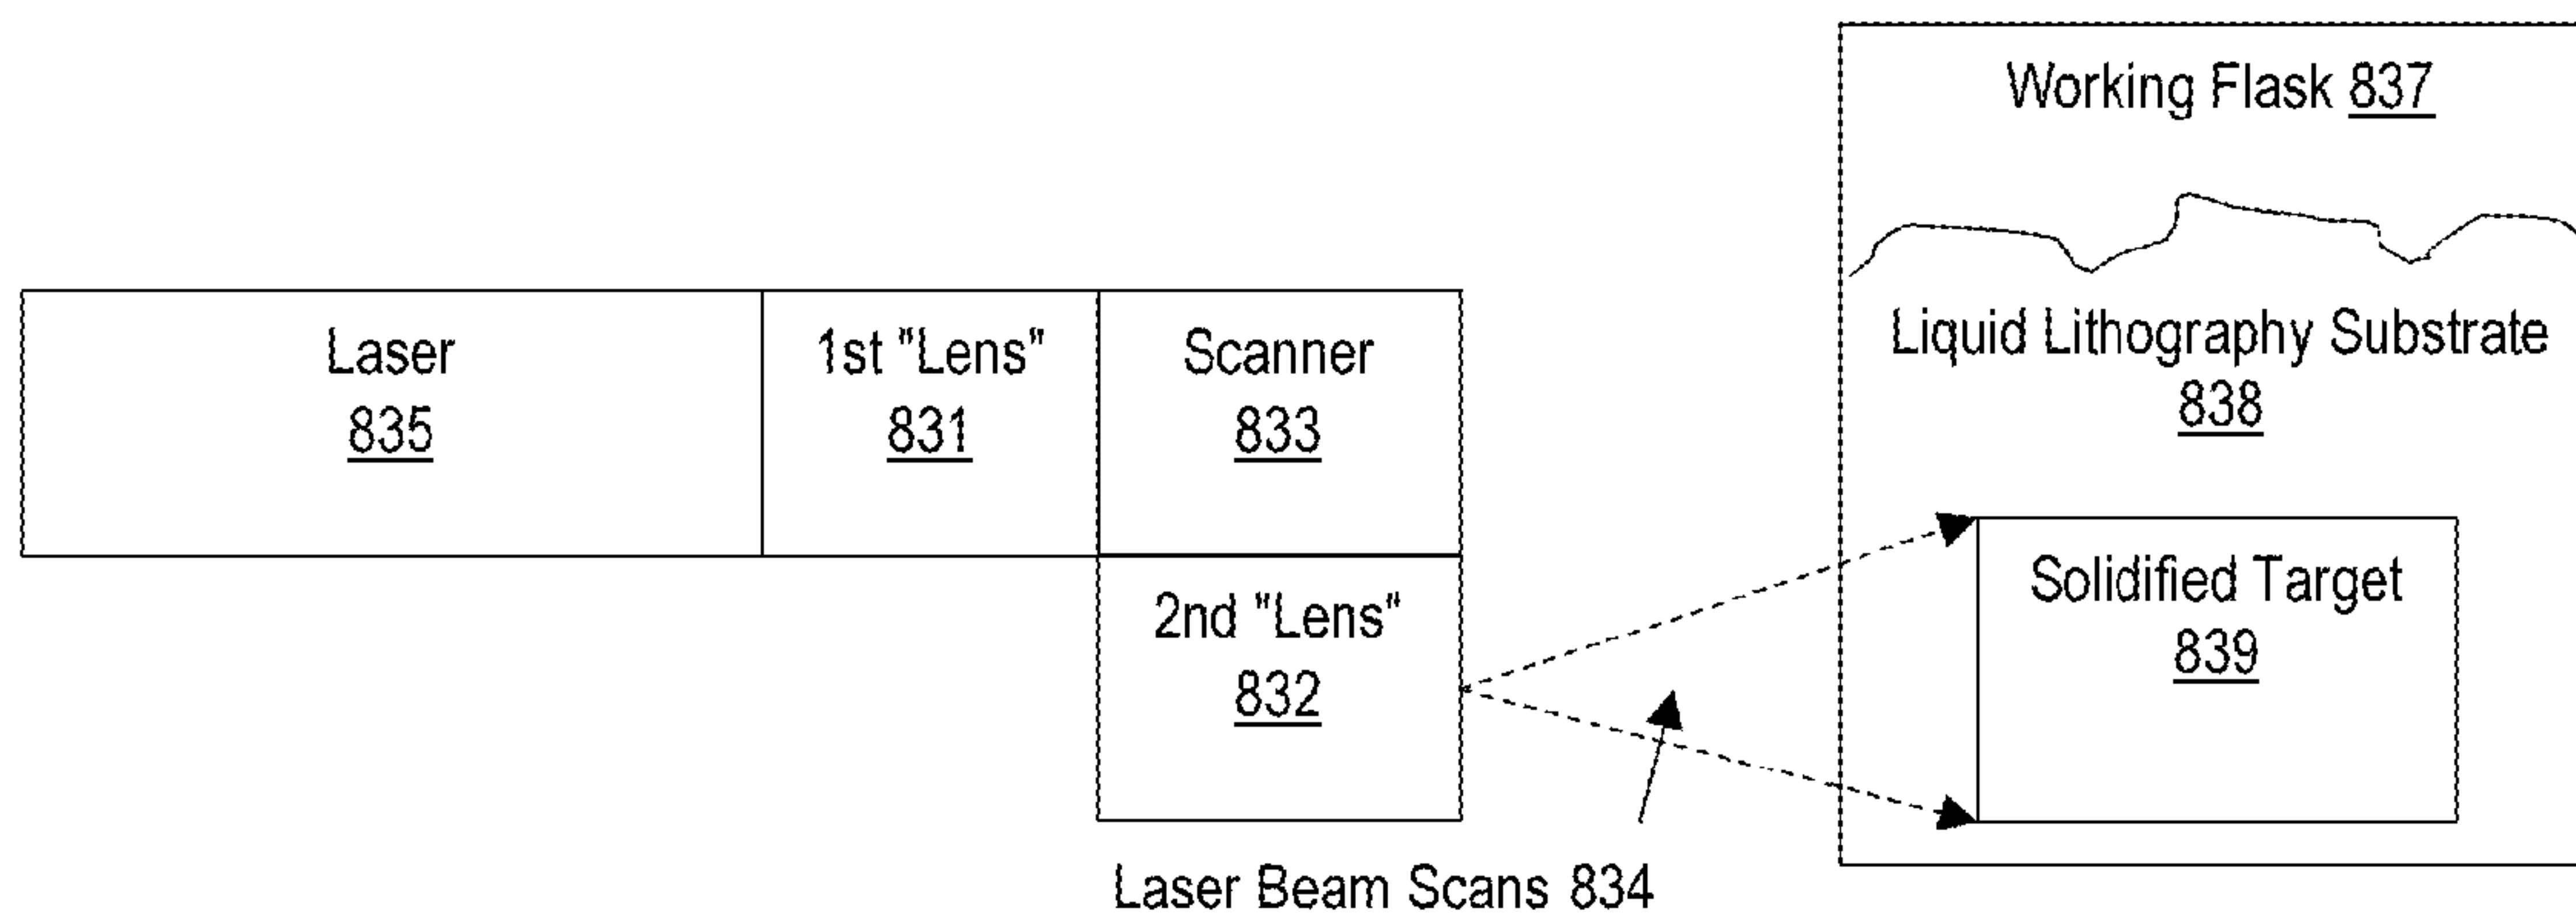 Working Flask 837
Liquid Lithography Substrate
838
Laser
835
1st "Lens"
831
Scanner
833
2nd "Lens"
832
Solidified Target
839
Laser Beam Scans 834